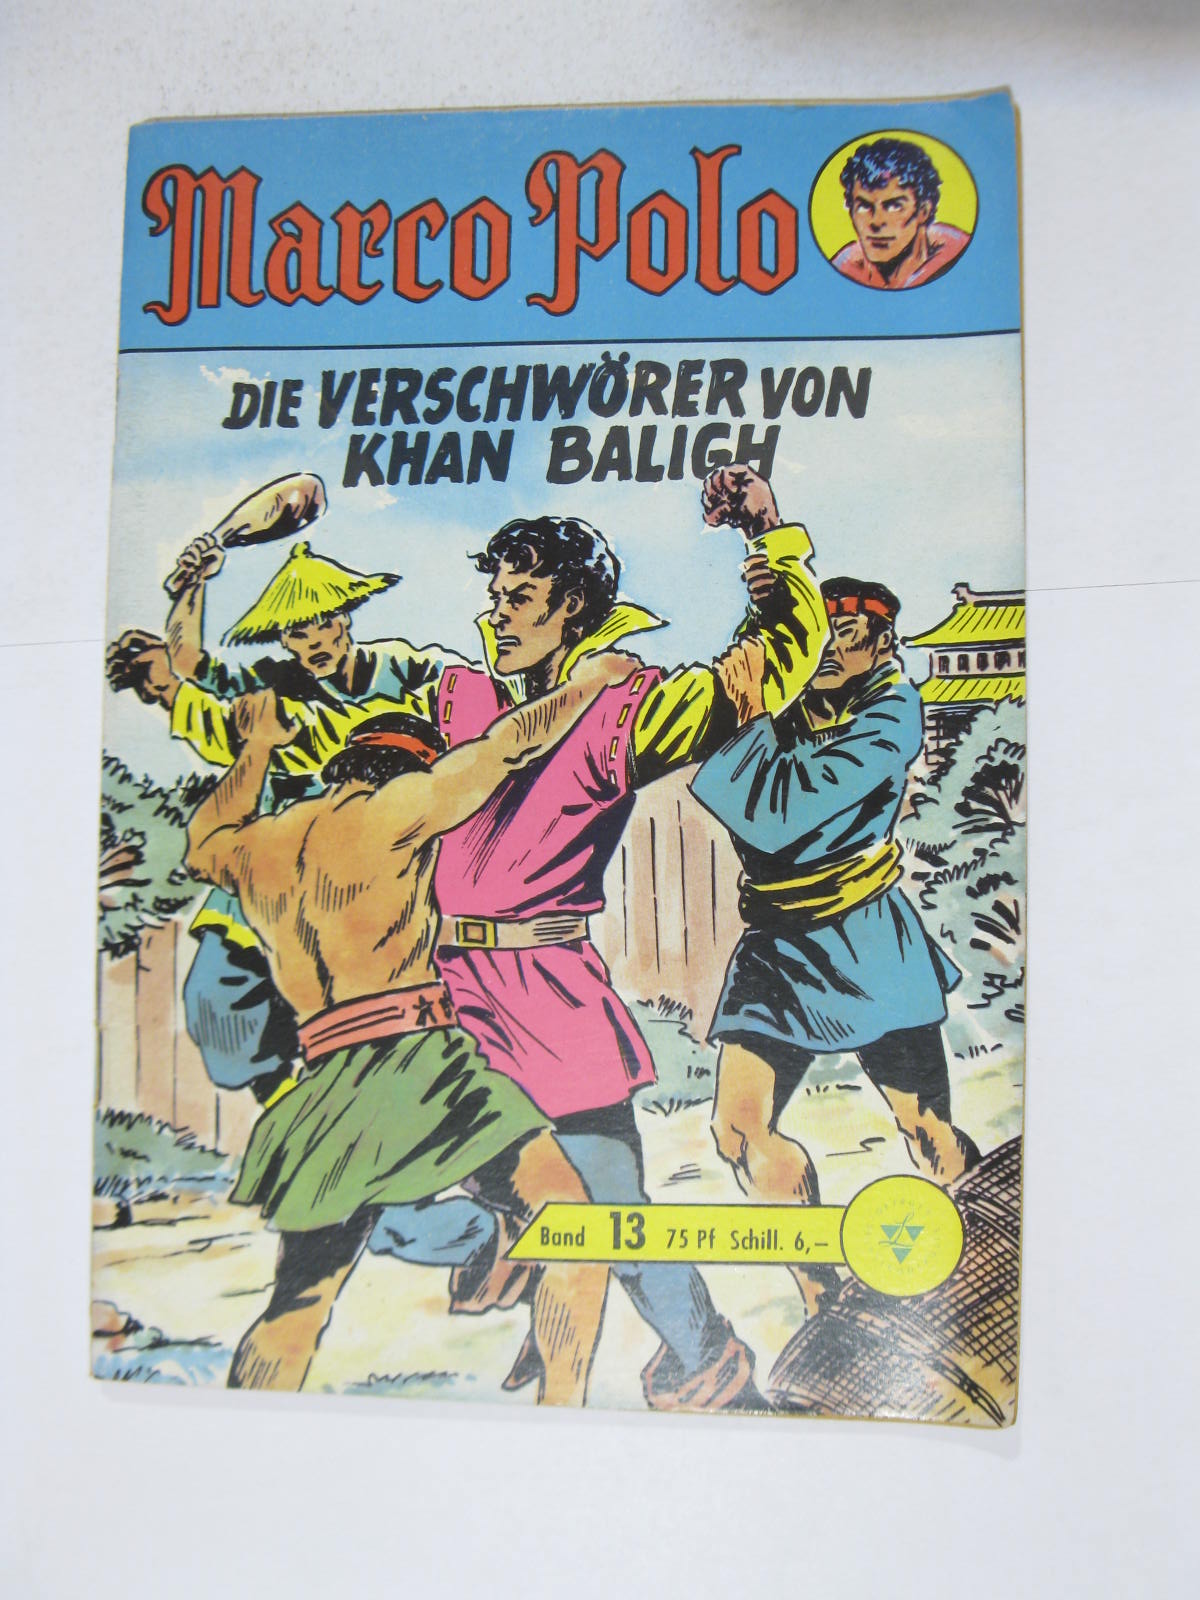 Marco Polo
DIE VERSCHWÖRER VON
KHAN BALIGH
Band 13 75 Pf Schill. 6,–